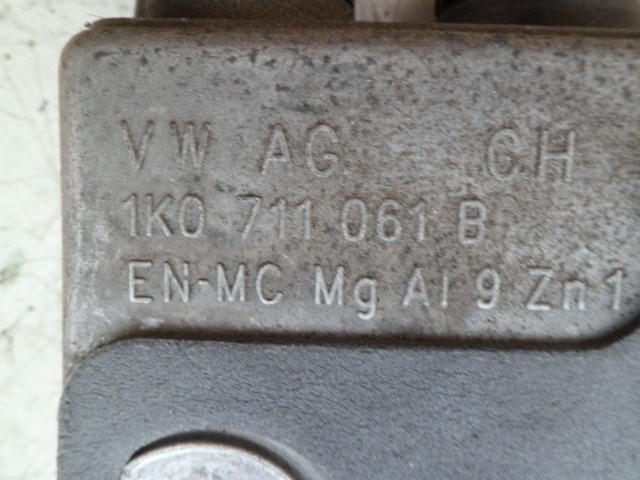 VW AG CH
1K0 711 061 B
EN-MC Mg Al 9 Zn 1